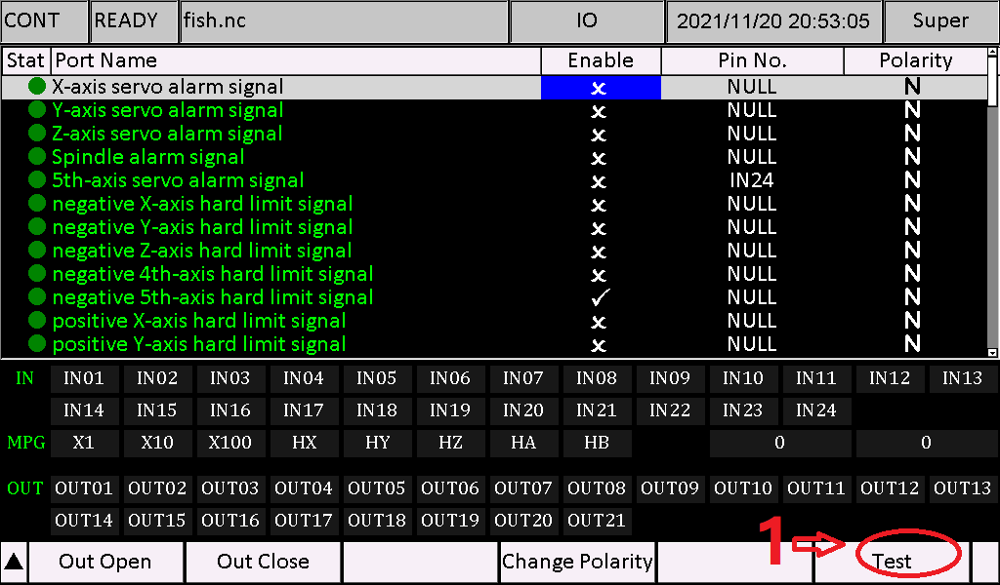 CONT READY fish.nc IO 2021/11/20 20:53:05 Super
Stat Port Name Enable Pin No. Polarity
X-axis servo alarm signal x NULL N
Y-axis servo alarm signal x NULL N
Z-axis servo alarm signal x NULL N
Spindle alarm signal x NULL N
5th-axis servo alarm signal x IN24 N
negative X-axis hard limit signal x NULL N
negative Y-axis hard limit signal x NULL N
negative Z-axis hard limit signal x NULL N
negative 4th-axis hard limit signal x NULL N
negative 5th-axis hard limit signal ✓ NULL N
positive X-axis hard limit signal x NULL N
positive Y-axis hard limit signal x NULL N
IN IN01 IN02 IN03 IN04 IN05 IN06 IN07 IN08 IN09 IN10 IN11 IN12 IN13
IN14 IN15 IN16 IN17 IN18 IN19 IN20 IN21 IN22 IN23 IN24
MPG X1 X10 X100 HX HY HZ HA HB 0 0
OUT OUT01 OUT02 OUT03 OUT04 OUT05 OUT06 OUT07 OUT08 OUT09 OUT10 OUT11 OUT12 OUT13
OUT14 OUT15 OUT16 OUT17 OUT18 OUT19 OUT20 OUT21
1
Out Open Out Close Change Polarity Test